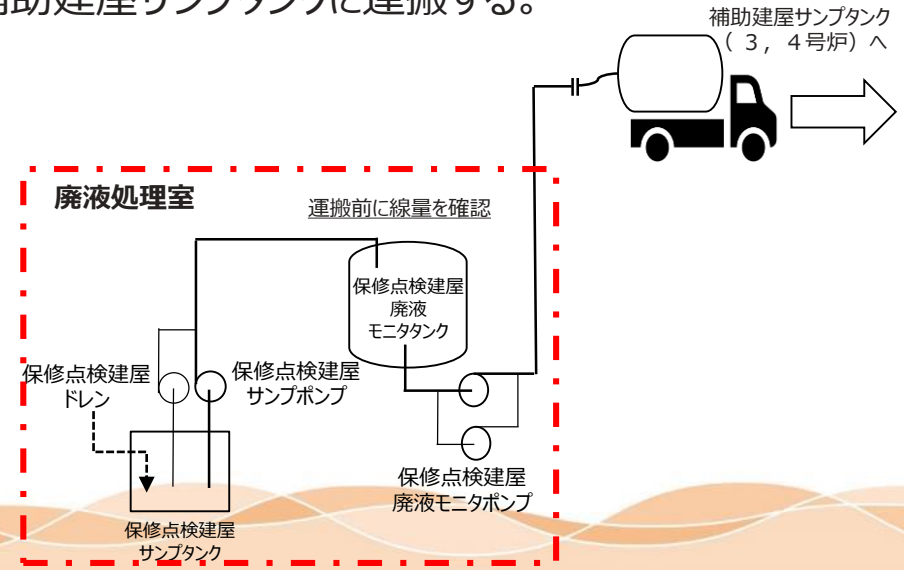 補助建屋サンプタンクに運搬する。
補助建屋サンプタンク
（３，４号炉）へ
廃液処理室
運搬前に線量を確認
保修点検建屋
廃液
モニタタンク
保修点検建屋
ドレン
保修点検建屋
サンプポンプ
保修点検建屋
廃液モニタポンプ
保修点検建屋
サンプタンク